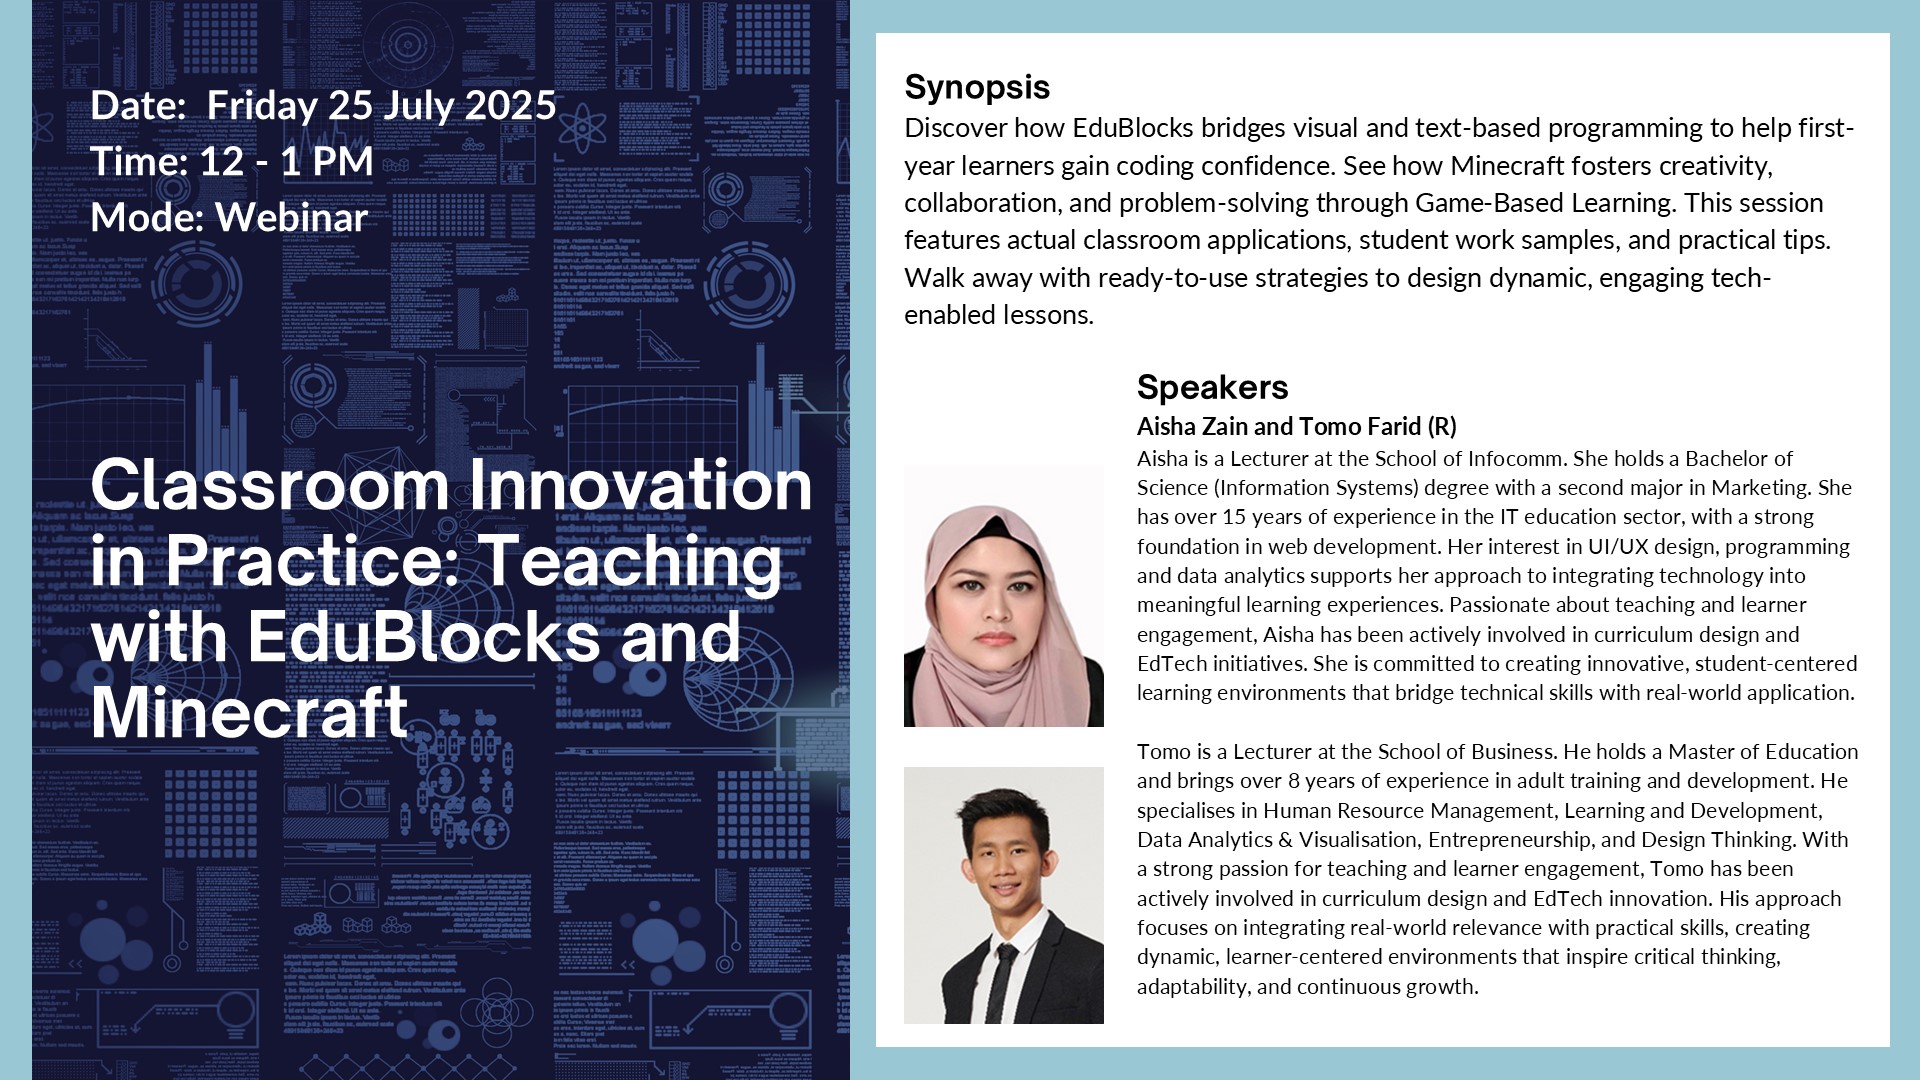 Date:  Friday 25 July 2025
Time: 12 - 1 PM
Mode: Webinar
Classroom Innovation
in Practice: Teaching
with EduBlocks and
Minecraft
Synopsis
Discover how EduBlocks bridges visual and text-based programming to help first-
year learners gain coding confidence. See how Minecraft fosters creativity,
collaboration, and problem-solving through Game-Based Learning. This session
features actual classroom applications, student work samples, and practical tips.
Walk away with ready-to-use strategies to design dynamic, engaging tech-
enabled lessons.
Speakers
Aisha Zain and Tomo Farid (R)
Aisha is a Lecturer at the School of Infocomm. She holds a Bachelor of
Science (Information Systems) degree with a second major in Marketing. She
has over 15 years of experience in the IT education sector, with a strong
foundation in web development. Her interest in UI/UX design, programming
and data analytics supports her approach to integrating technology into
meaningful learning experiences. Passionate about teaching and learner
engagement, Aisha has been actively involved in curriculum design and
EdTech initiatives. She is committed to creating innovative, student-centered
learning environments that bridge technical skills with real-world application.
Tomo is a Lecturer at the School of Business. He holds a Master of Education
and brings over 8 years of experience in adult training and development. He
specialises in Human Resource Management, Learning and Development,
Data Analytics & Visualisation, Entrepreneurship, and Design Thinking. With
a strong passion for teaching and learner engagement, Tomo has been
actively involved in curriculum design and EdTech innovation. His approach
focuses on integrating real-world relevance with practical skills, creating
dynamic, learner-centered environments that inspire critical thinking,
adaptability, and continuous growth.